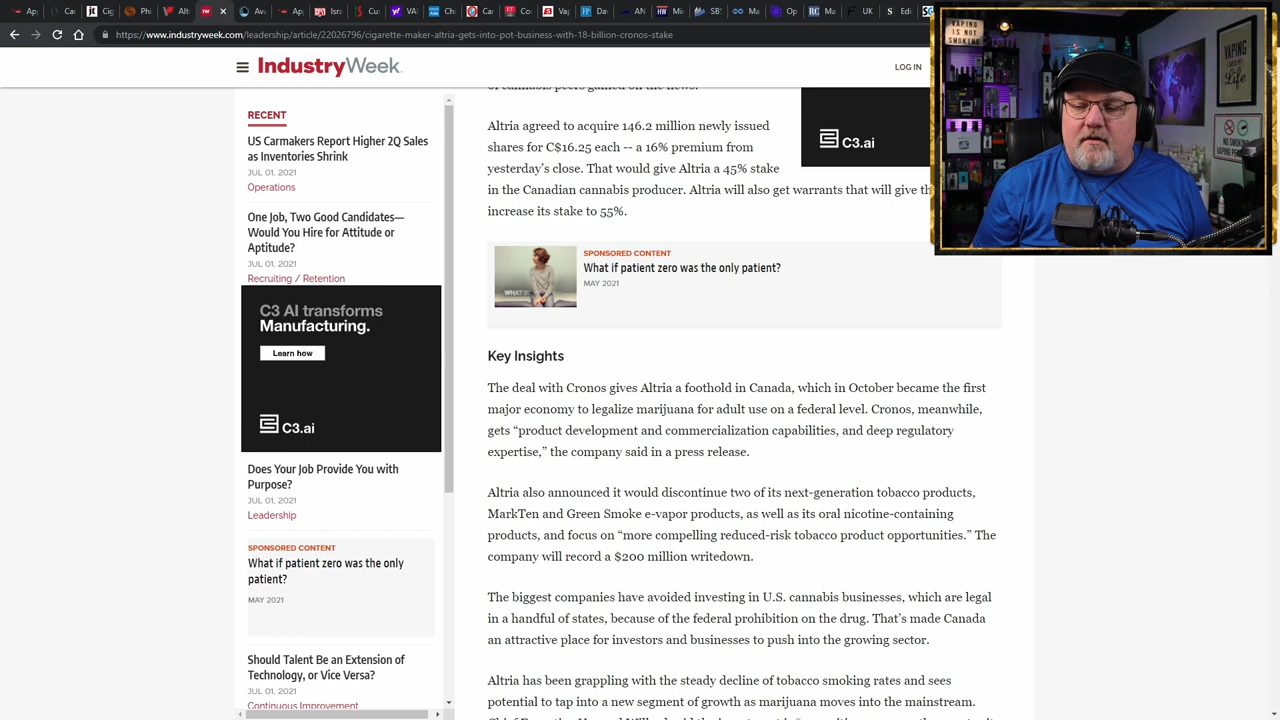 https://www.industryweek.com/leadership/article/22026796/cigarette-maker-altria-gets-into-pot-business-with-18-billion-cronos-stake
IndustryWeek.
LOG IN
RECENT
US Carmakers Report Higher 2Q Sales
as Inventories Shrink
JUL 01, 2021
Operations
One Job, Two Good Candidates—
Would You Hire for Attitude or
Aptitude?
JUL 01, 2021
Recruiting / Retention
C3 AI transforms
Manufacturing.
Learn how
C3.ai
Does Your Job Provide You with
Purpose?
JUL 01, 2021
Leadership
SPONSORED CONTENT
What if patient zero was the only
patient?
MAY 2021
Should Talent Be an Extension of
Technology, or Vice Versa?
JUL 01, 2021
Continuous Improvement
of cannabis peers gained on the news.
Altria agreed to acquire 146.2 million newly issued
shares for C$16.25 each -- a 16% premium from
yesterday's close. That would give Altria a 45% stake
in the Canadian cannabis producer. Altria will also get warrants that will give th
increase its stake to 55%.
C3.ai
SPONSORED CONTENT
What if patient zero was the only patient?
MAY 2021
Key Insights
The deal with Cronos gives Altria a foothold in Canada, which in October became the first
major economy to legalize marijuana for adult use on a federal level. Cronos, meanwhile,
gets “product development and commercialization capabilities, and deep regulatory
expertise,” the company said in a press release.
Altria also announced it would discontinue two of its next-generation tobacco products,
MarkTen and Green Smoke e-vapor products, as well as its oral nicotine-containing
products, and focus on “more compelling reduced-risk tobacco product opportunities.” The
company will record a $200 million writedown.
The biggest companies have avoided investing in U.S. cannabis businesses, which are legal
in a handful of states, because of the federal prohibition on the drug. That’s made Canada
an attractive place for investors and businesses to push into the growing sector.
Altria has been grappling with the steady decline of tobacco smoking rates and sees
potential to tap into a new segment of growth as marijuana moves into the mainstream.
VAPING
IS NOT
SMOKING
VAPING
Life